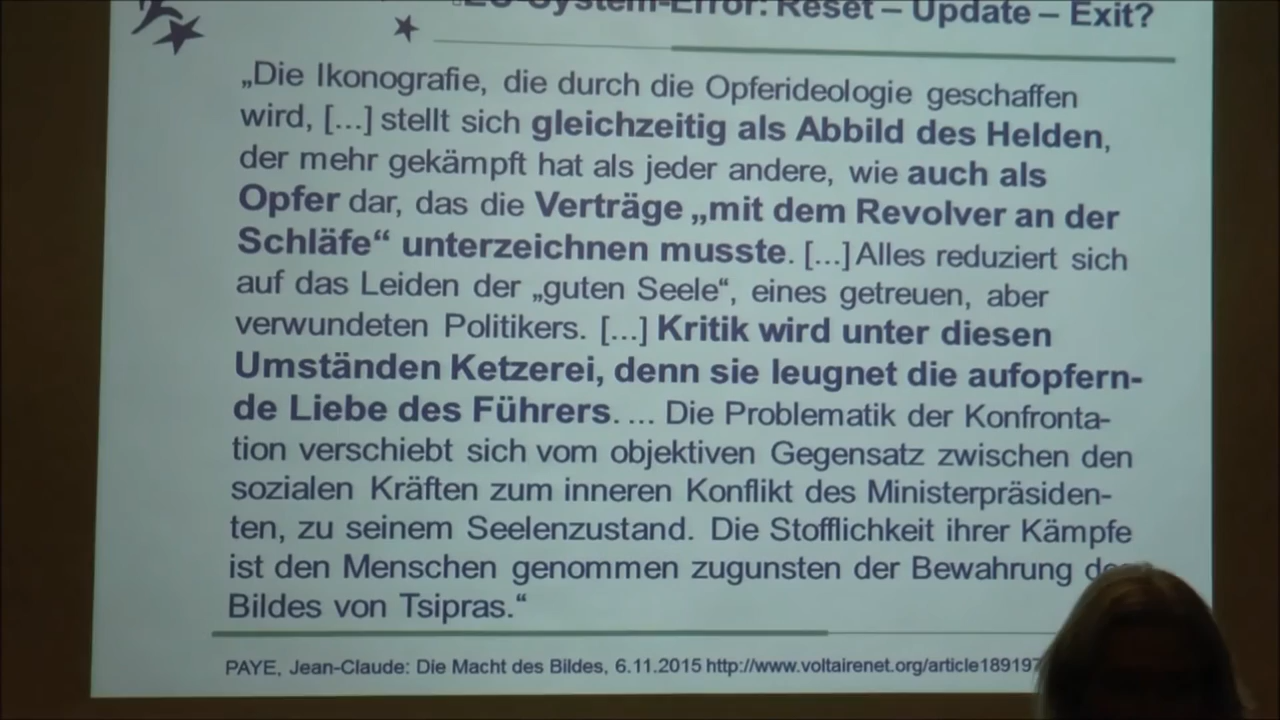 EU-System-Error: Reset – Update – Exit?
„Die Ikonografie, die durch die Opferideologie geschaffen
wird, [...] stellt sich gleichzeitig als Abbild des Helden,
der mehr gekämpft hat als jeder andere, wie auch als
Opfer dar, das die Verträge „mit dem Revolver an der
Schläfe“ unterzeichnen musste. [...] Alles reduziert sich
auf das Leiden der „guten Seele“, eines getreuen, aber
verwundeten Politikers. [...] Kritik wird unter diesen
Umständen Ketzerei, denn sie leugnet die aufopfern-
de Liebe des Führers. ... Die Problematik der Konfronta-
tion verschiebt sich vom objektiven Gegensatz zwischen den
sozialen Kräften zum inneren Konflikt des Ministerpräsiden-
ten, zu seinem Seelenzustand. Die Stofflichkeit ihrer Kämpfe
ist den Menschen genommen zugunsten der Bewahrung
Bildes von Tsipras.“
PAYE, Jean-Claude: Die Macht des Bildes, 6.11.2015 http://www.voltairenet.org/article189197